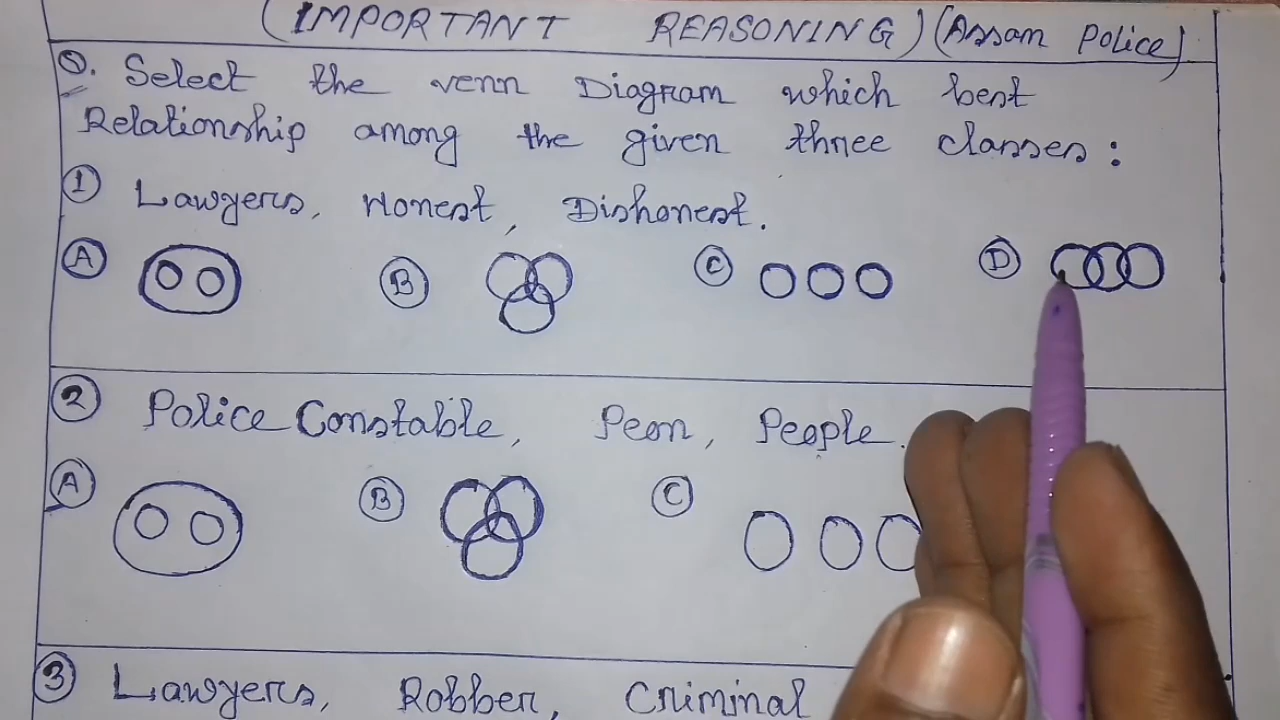 (IMPORTANT REASONING) (Assam Police)
Q. Select the venn Diagram which best
Relationship among the given three classes:
1 Lawyers, Honest, Dishonest.
A B C D
2 Police Constable, Peon, People.
A B C
3 Lawyers, Robber, Criminal